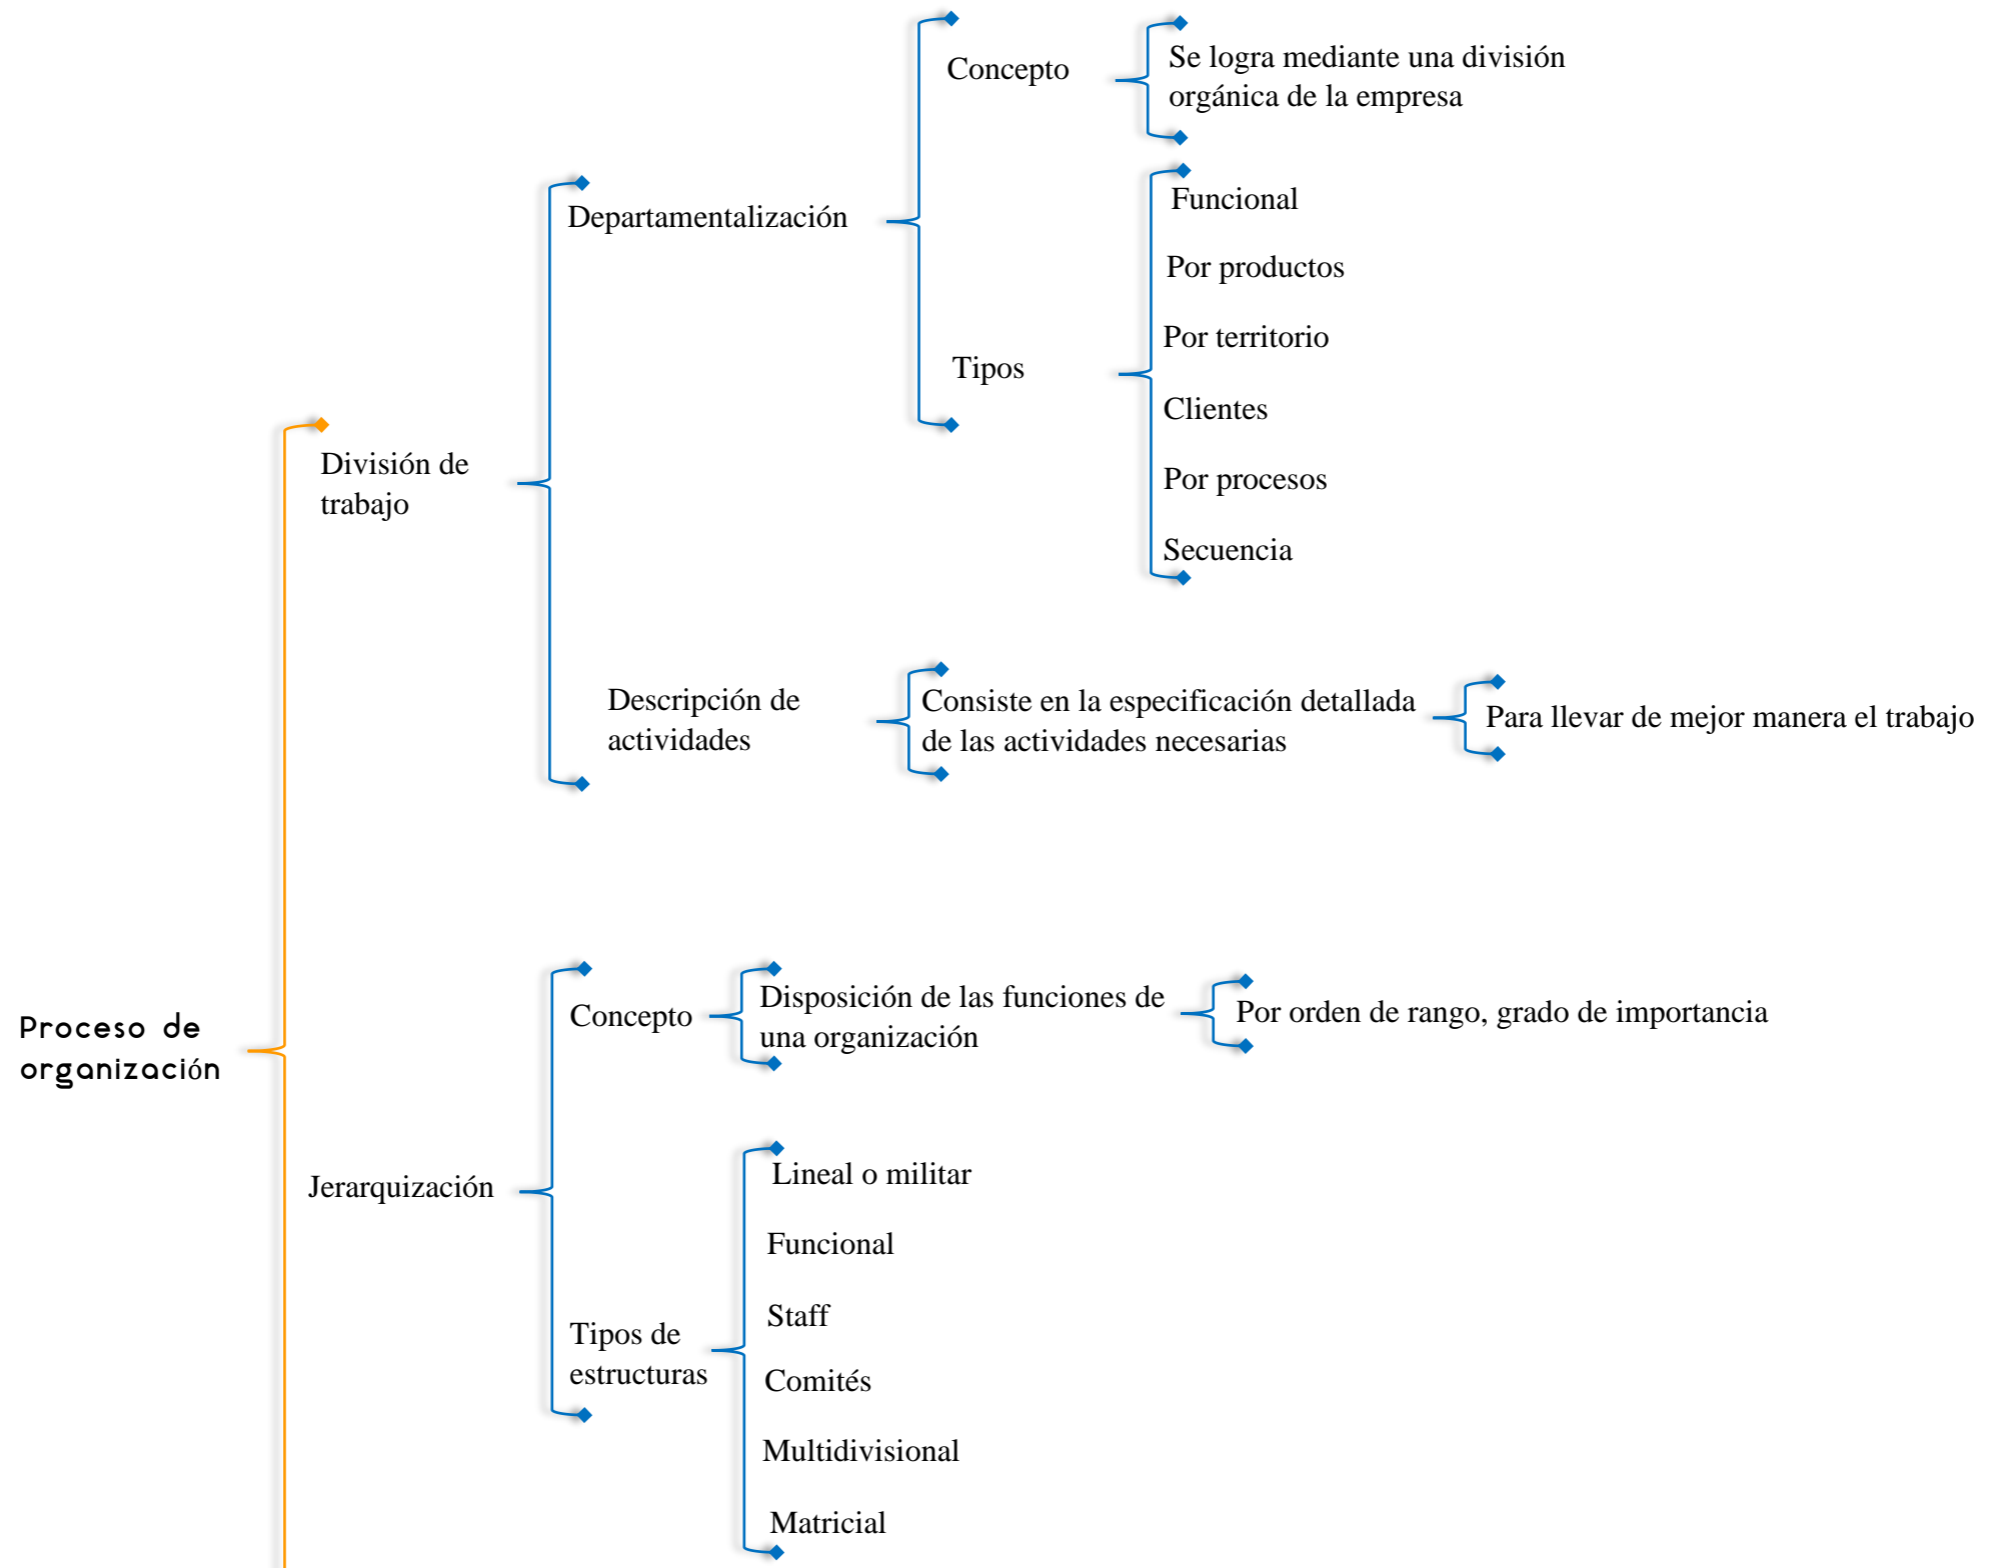 Proceso de
organización
División de
trabajo
Departamentalización
Concepto
Se logra mediante una división
orgánica de la empresa
Tipos
Funcional
Por productos
Por territorio
Clientes
Por procesos
Secuencia
Descripción de
actividades
Consiste en la especificación detallada
de las actividades necesarias
Para llevar de mejor manera el trabajo
Jerarquización
Concepto
Disposición de las funciones de
una organización
Por orden de rango, grado de importancia
Tipos de
estructuras
Lineal o militar
Funcional
Staff
Comités
Multidivisional
Matricial